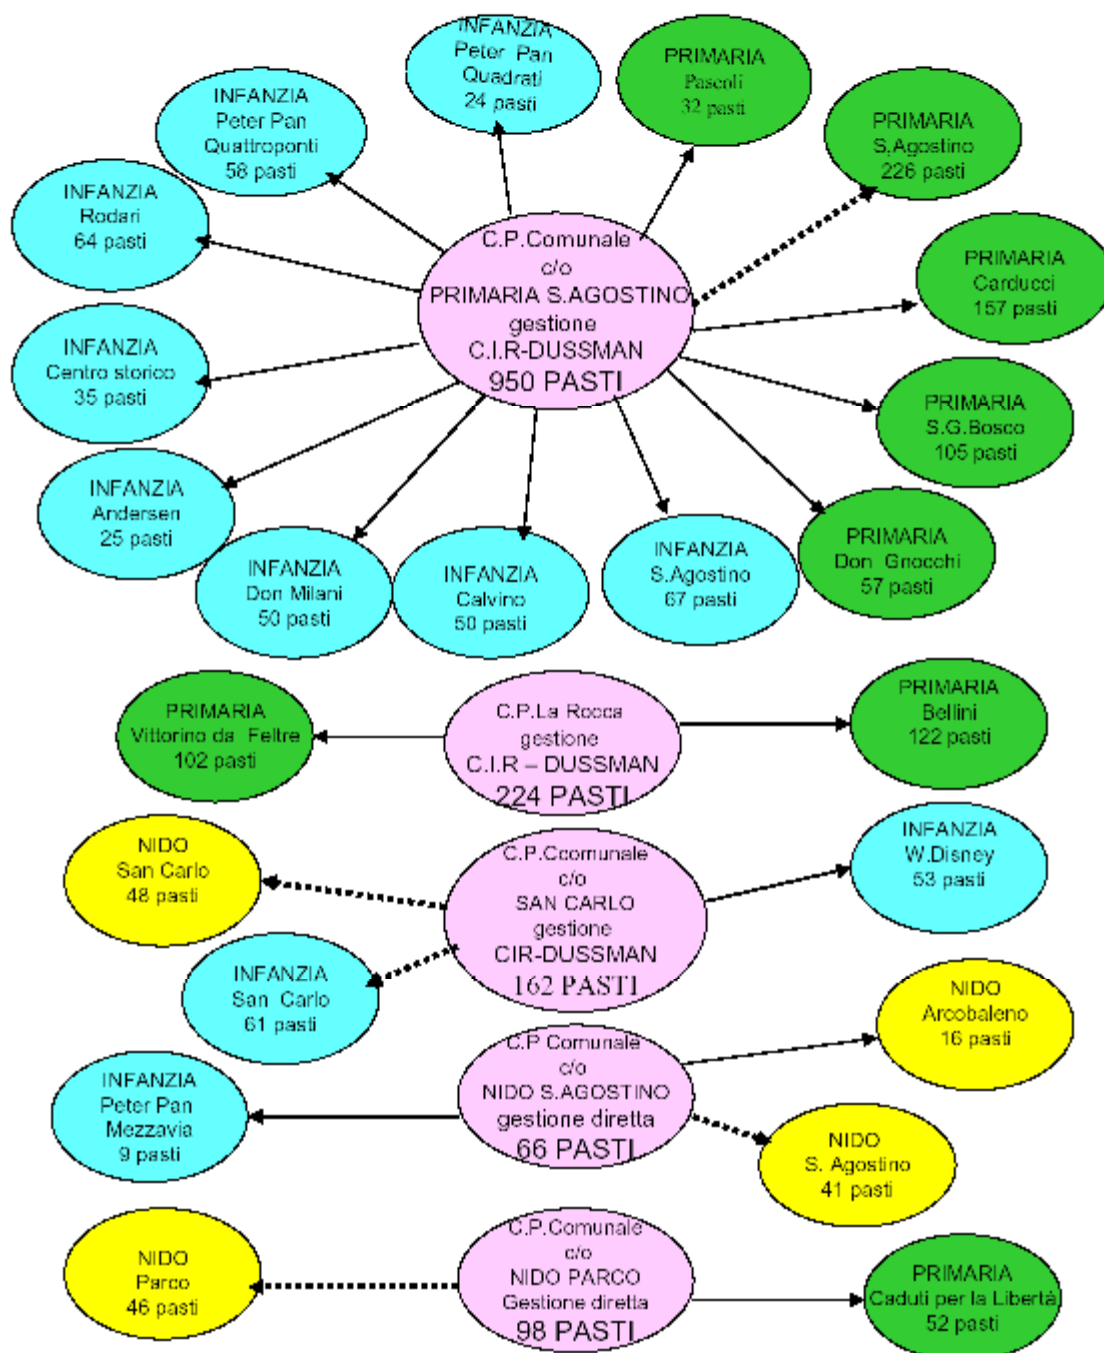 INFANZIA
Peter Pan
Quadrati
24 pasti
PRIMARIA
Pascoli
32 pasti
INFANZIA
Peter Pan
Quattroponti
58 pasti
PRIMARIA
S,Agostino
226 pasti
INFANZIA
Rodari
64 pasti
C.P.Comunale
c/o
PRIMARIA S.AGOSTINO
gestione
C.I.R-DUSSMAN
950 PASTI
PRIMARIA
Carducci
157 pasti
INFANZIA
Centro storico
35 pasti
PRIMARIA
S.G.Bosco
105 pasti
INFANZIA
Andersen
25 pasti
INFANZIA
Don Milani
50 pasti
INFANZIA
Calvino
50 pasti
INFANZIA
S.Agostino
67 pasti
PRIMARIA
Don Gnocchi
57 pasti
PRIMARIA
Vittorino da Feltre
102 pasti
C.P.La Rocca
gestione
C.I.R – DUSSMAN
224 PASTI
PRIMARIA
Bellini
122 pasti
NIDO
San Carlo
48 pasti
C.P.Ccomunale
c/o
SAN CARLO
gestione
CIR-DUSSMAN
162 PASTI
INFANZIA
W.Disney
53 pasti
INFANZIA
San Carlo
61 pasti
NIDO
Arcobaleno
16 pasti
C.P Comunale
c/o
NIDO S.AGOSTINO
gestione diretta
66 PASTI
INFANZIA
Peter Pan
Mezzavia
9 pasti
NIDO
S. Agostino
41 pasti
NIDO
Parco
46 pasti
C.P.Comunale
c/o
NIDO PARCO
Gestione diretta
98 PASTI
PRIMARIA
Caduti per la Libertà
52 pasti